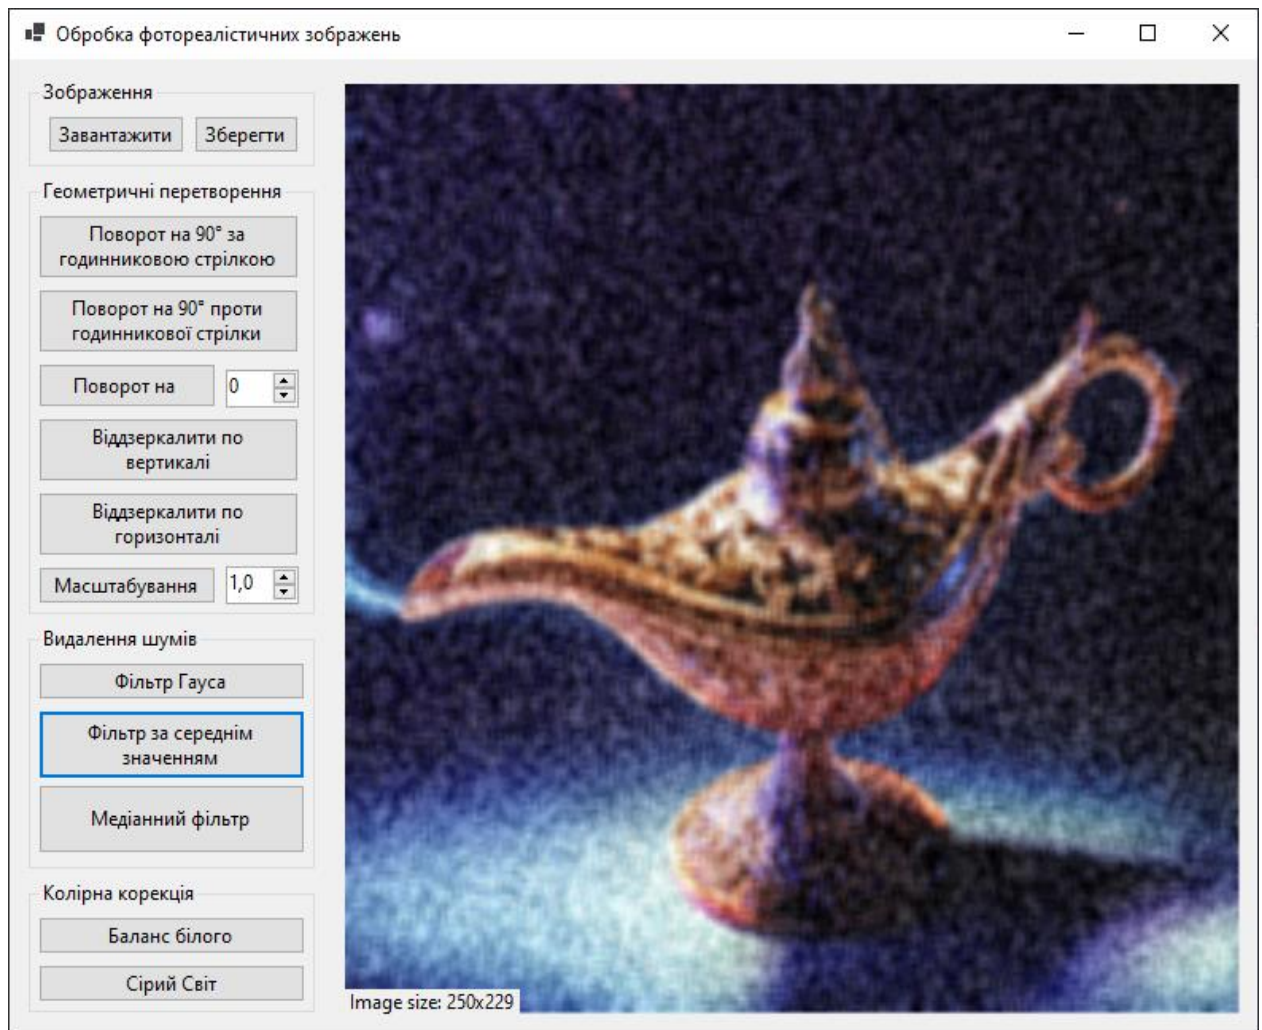 Обробка фотореалістичних зображень
Зображення
Завантажити
Зберегти
Геометричні перетворення
Поворот на 90° за
годинниковою стрілкою
Поворот на 90° проти
годинникової стрілки
Поворот на
0
Віддзеркалити по
вертикалі
Віддзеркалити по
горизонталі
Масштабування
1,0
Видалення шумів
Фільтр Гауса
Фільтр за середнім
значенням
Медіанний фільтр
Колірна корекція
Баланс білого
Сірий Світ
Image size: 250x229